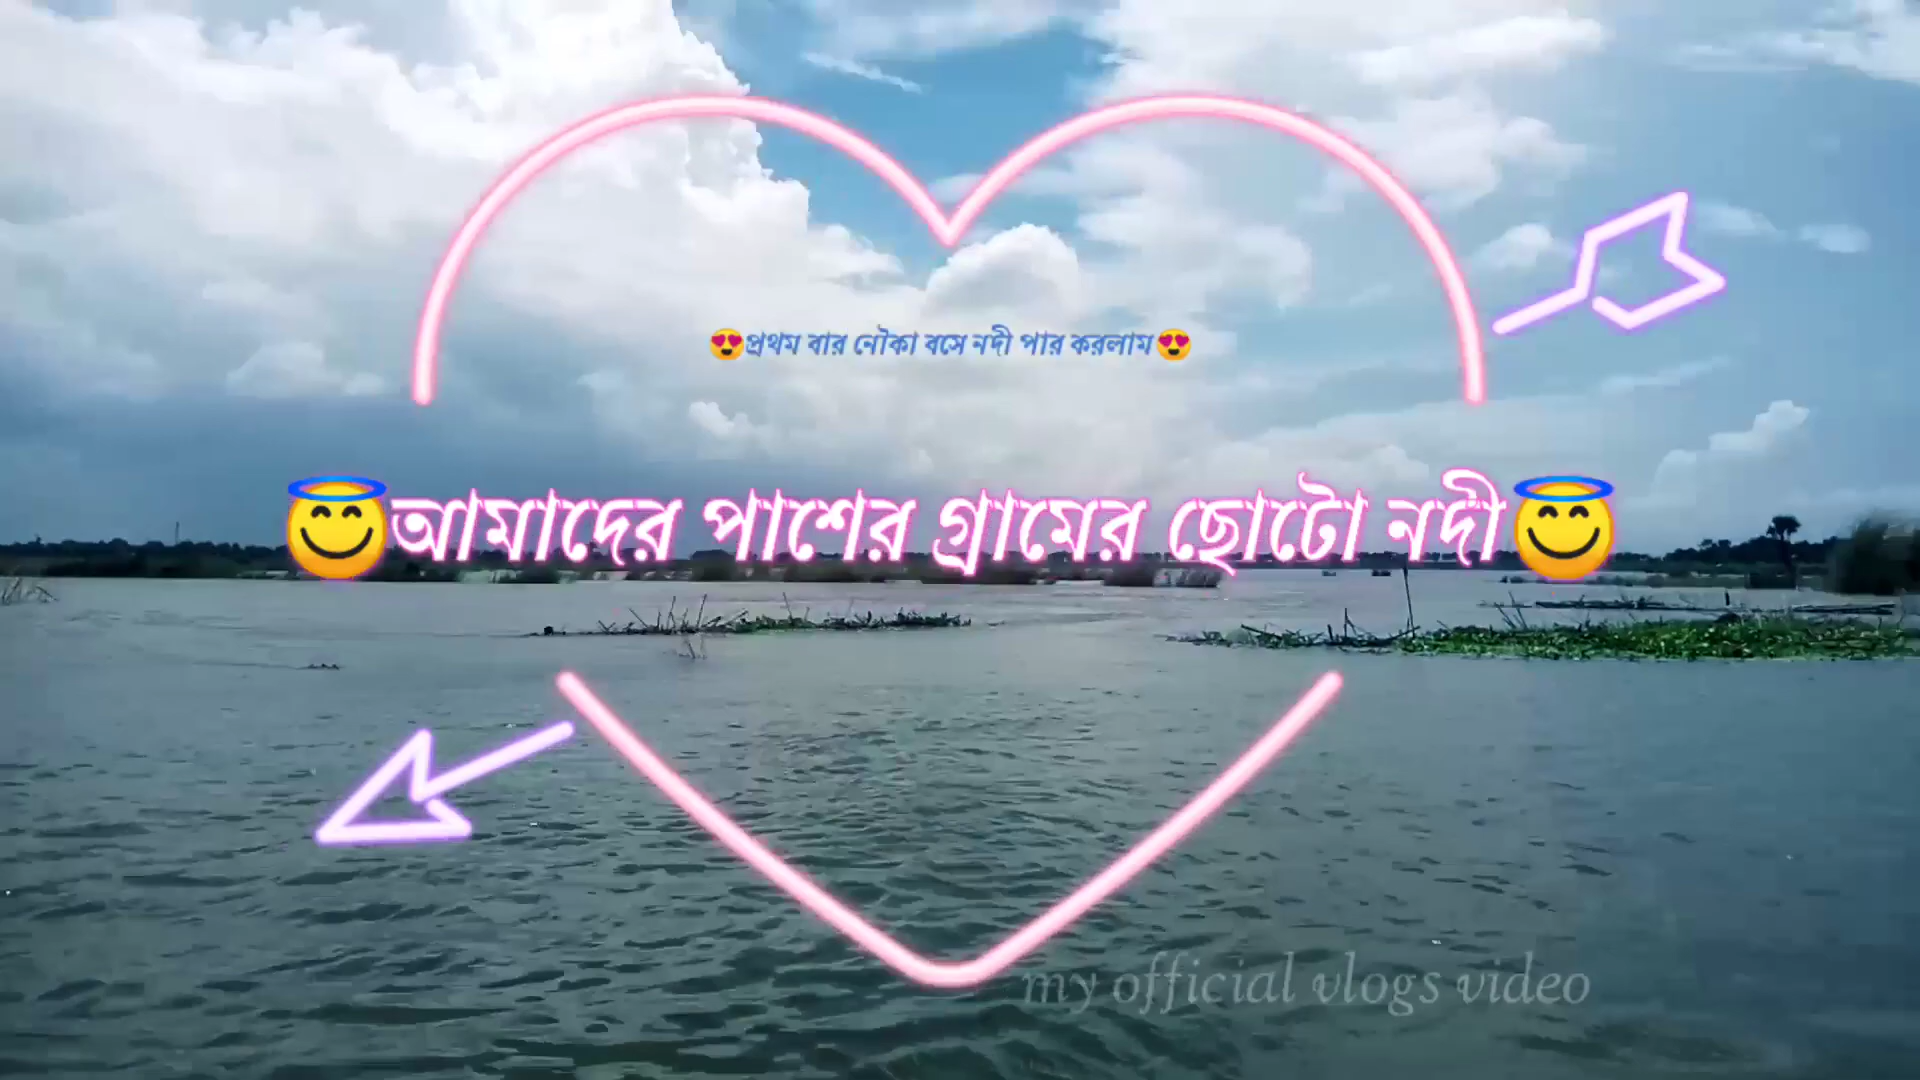 😍প্রথম বার নৌকা বসে নদী পার করলাম😍
😇আমাদের পাশের গ্রামের ছোটো নদী😇
my official vlogs video